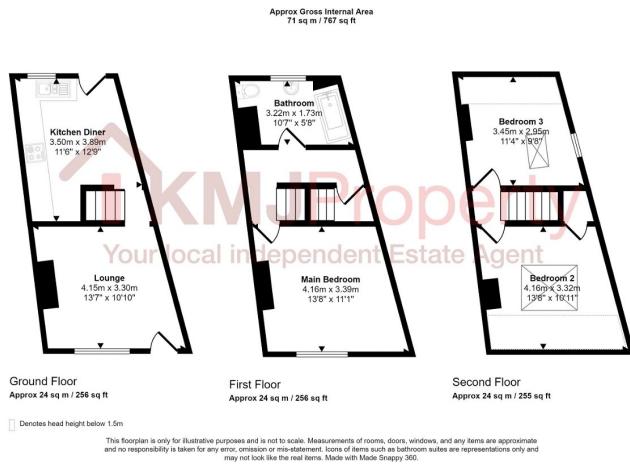 Approx Gross Internal Area
71 sq m / 767 sq ft
Kitchen Diner
3.50m x 3.89m
11'6" x 12'9"
Lounge
4.15m x 3.30m
13'7" x 10'10"
Ground Floor
Approx 24 sq m / 256 sq ft
Bathroom
3.22m x 1.73m
10'7" x 5'8"
Main Bedroom
4.16m x 3.39m
13'8" x 11'1"
First Floor
Approx 24 sq m / 256 sq ft
Bedroom 3
3.45m x 2.95m
11'4" x 9'8"
Bedroom 2
4.16m x 3.32m
13'8" x 10'11"
Second Floor
Approx 24 sq m / 255 sq ft
KMJ Property
Your local independent Estate Agent
Denotes head height below 1.5m
This floorplan is only for illustrative purposes and is not to scale. Measurements of rooms, doors, windows, and any items are approximate
and no responsibility is taken for any error, omission or mis-statement. Icons of items such as bathroom suites are representations only and
may not look like the real items. Made with Made Snappy 360.